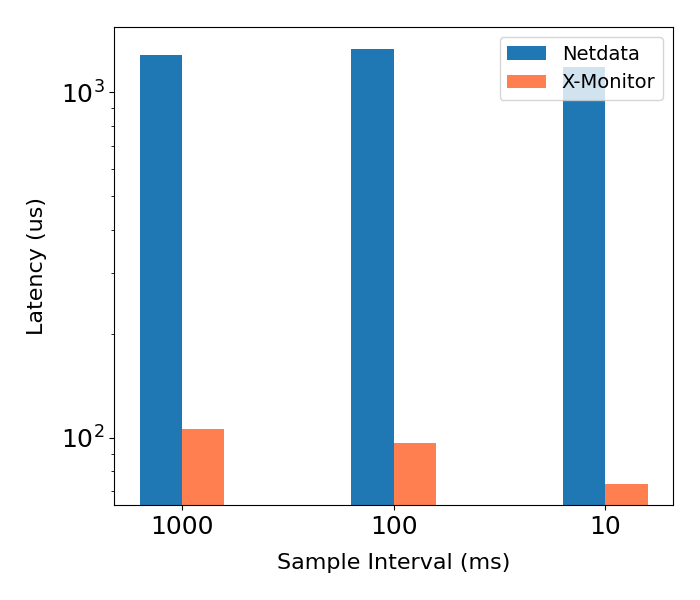 Netdata
X-Monitor
10³
10²
Latency (us)
1000 100 10
Sample Interval (ms)